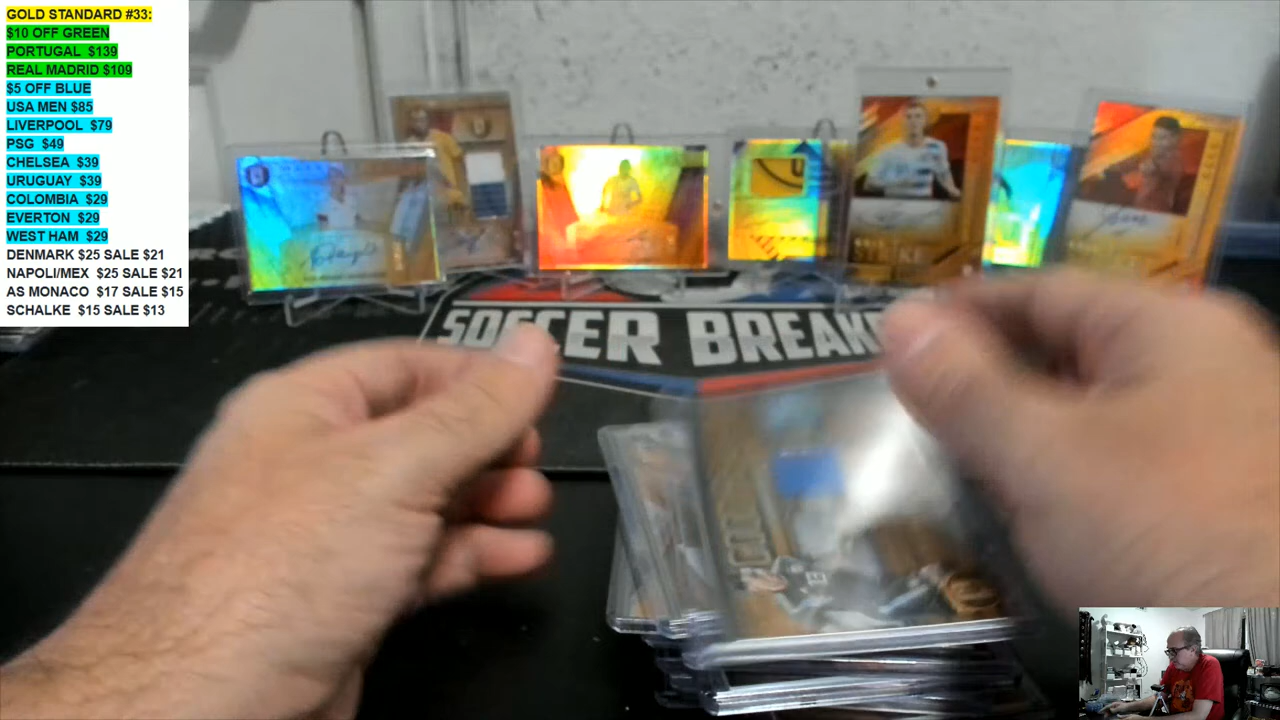 GOLD STANDARD #33:
$10 OFF GREEN
PORTUGAL $139
REAL MADRID $109
$5 OFF BLUE
USA MEN $85
LIVERPOOL $79
PSG $49
CHELSEA $39
URUGUAY $39
COLOMBIA $29
EVERTON $29
WEST HAM $29
DENMARK $25 SALE $21
NAPOLI/MEX $25 SALE $21
AS MONACO $17 SALE $15
SCHALKE $15 SALE $13
SOCCER BREAK